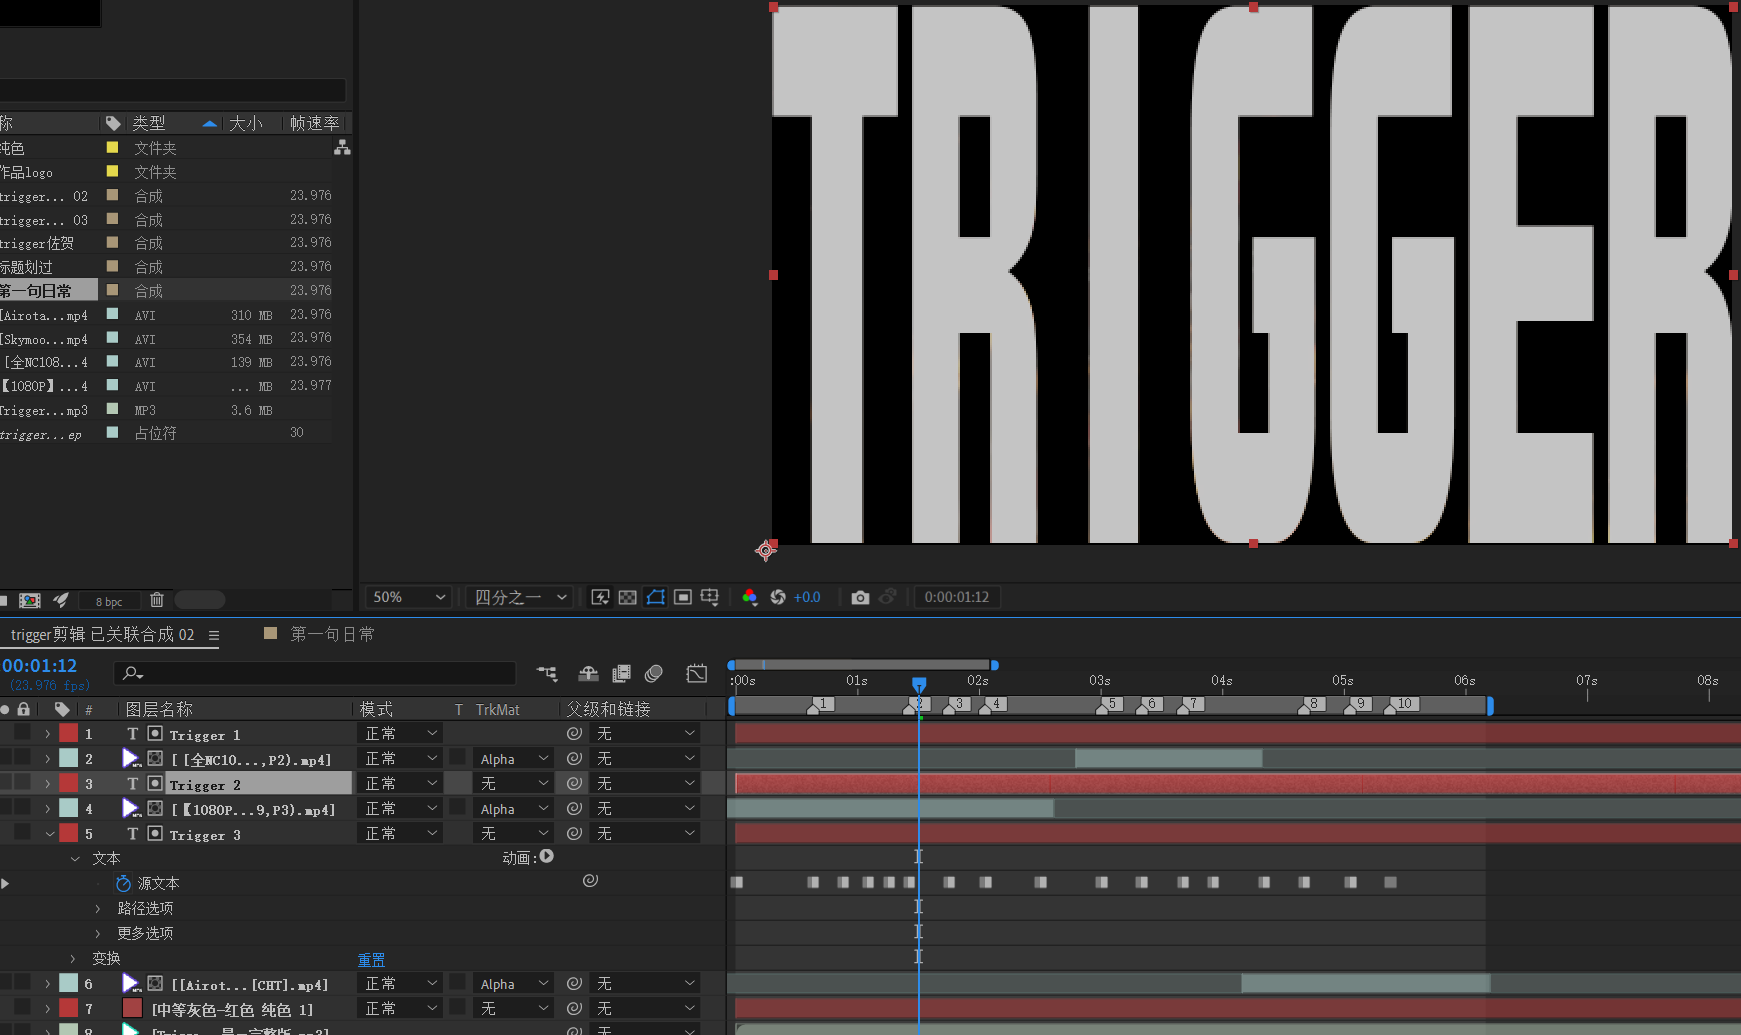 TRIGGER
称 类型 大小 帧速率
纯色 文件夹
作品logo 文件夹
trigger... 02 合成 23.976
trigger... 03 合成 23.976
trigger佐贺 合成 23.976
标题划过 合成 23.976
第一句日常 合成 23.976
[Airota...mp4 AVI 310 MB 23.976
[Skymoo...mp4 AVI 354 MB 23.976
[全NC108...4 AVI 139 MB 23.976
【1080P】....4 AVI ... MB 23.977
Trigger...mp3 MP3 3.6 MB
trigger...ep 占位符 30
8 bpc
50% 四分之一 +0.0 0:00:01:12
trigger剪辑 已关联合成 02 第一句日常
00:01:12
(23.976 fps)
:00s 01s 02s 03s 04s 05s 06s 07s 08s
1 2 3 4 5 6 7 8 9 10
# 图层名称 模式 T TrkMat 父级和链接
1 T Trigger 1 正常 无
2 [[全NC10...,P2).mp4] 正常 Alpha 无
3 T Trigger 2 正常 无 无
4 [【1080P...9,P3).mp4] 正常 Alpha 无
5 T Trigger 3 正常 无 无
文本 动画:
源文本
路径选项
更多选项
变换 重置
6 [[Airot...[CHT].mp4] 正常 Alpha 无
7 [中等灰色-红色 纯色 1] 正常 无 无
8